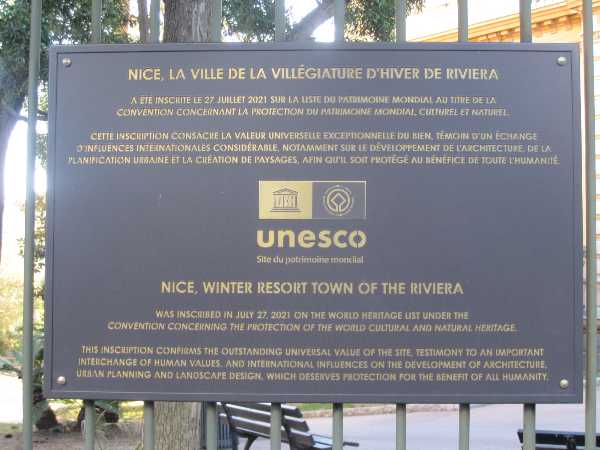 NICE, LA VILLE DE LA VILLÉGIATURE D'HIVER DE RIVIERA
A ÉTÉ INSCRITE LE 27 JUILLET 2021 SUR LA LISTE DU PATRIMOINE MONDIAL AU TITRE DE LA
CONVENTION CONCERNANT LA PROTECTION DU PATRIMOINE MONDIAL, CULTUREL ET NATUREL.
CETTE INSCRIPTION CONSACRE LA VALEUR UNIVERSELLE EXCEPTIONNELLE DU BIEN, TÉMOIN D'UN ÉCHANGE
D'INFLUENCES INTERNATIONALES CONSIDÉRABLE, NOTAMMENT SUR LE DÉVELOPPEMENT DE L'ARCHITECTURE, DE LA
PLANIFICATION URBAINE ET LA CRÉATION DE PAYSAGES, AFIN QU'IL SOIT PROTÉGÉ AU BÉNÉFICE DE TOUTE L'HUMANITÉ.
unesco
Site du patrimoine mondial
NICE, WINTER RESORT TOWN OF THE RIVIERA
WAS INSCRIBED IN JULY 27, 2021 ON THE WORLD HERITAGE LIST UNDER THE
CONVENTION CONCERNING THE PROTECTION OF THE WORLD CULTURAL AND NATURAL HERITAGE.
THIS INSCRIPTION CONFIRMS THE OUTSTANDING UNIVERSAL VALUE OF THE SITE, TESTIMONY TO AN IMPORTANT
INTERCHANGE OF HUMAN VALUES, AND INTERNATIONAL INFLUENCES ON THE DEVELOPMENT OF ARCHITECTURE,
URBAN PLANNING AND LANDSCAPE DESIGN, WHICH DESERVES PROTECTION FOR THE BENEFIT OF ALL HUMANITY.